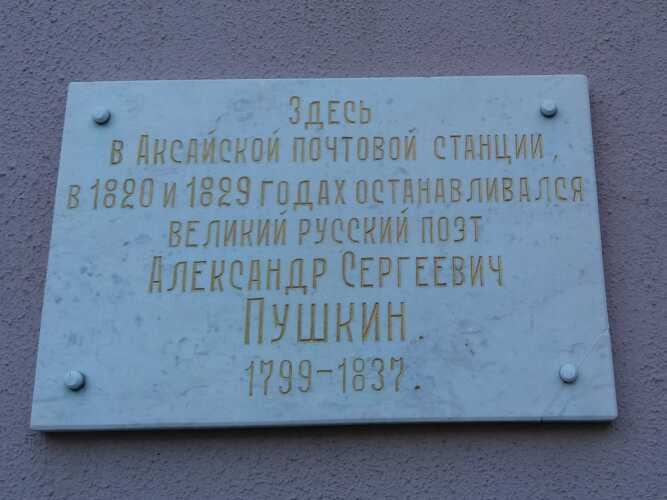 Здесь
в Аксайской почтовой станции,
в 1820 и 1829 годах останавливался
великий русский поэт
Александр Сергеевич
Пушкин.
1799-1837.